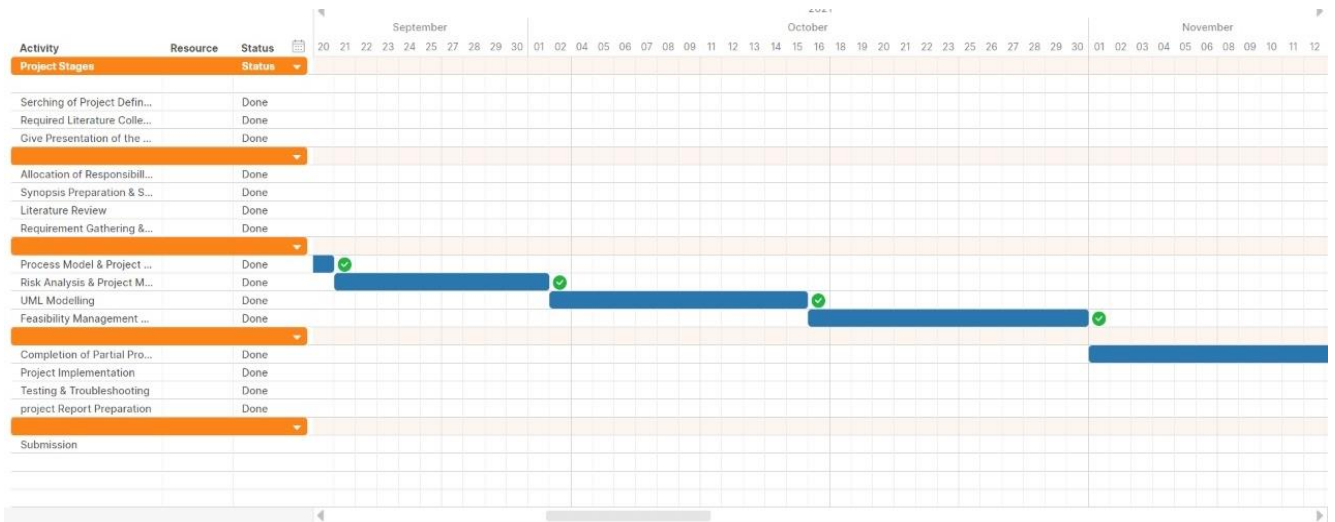 2021
September October November
Activity Resource Status 20 21 22 23 24 25 27 28 29 30 01 02 04 05 06 07 08 09 11 12 13 14 15 16 18 19 20 21 22 23 25 26 27 28 29 30 01 02 03 04 05 06 08 09 10 11 12
Project Stages Status
Serching of Project Defin... Done
Required Literature Colle... Done
Give Presentation of the ... Done
Allocation of Responsibill... Done
Synopsis Preparation & S... Done
Literature Review Done
Requirement Gathering &... Done
Process Model & Project ... Done
Risk Analysis & Project M... Done
UML Modelling Done
Feasibility Management ... Done
Completion of Partial Pro... Done
Project Implementation Done
Testing & Troubleshooting Done
project Report Preparation Done
Submission